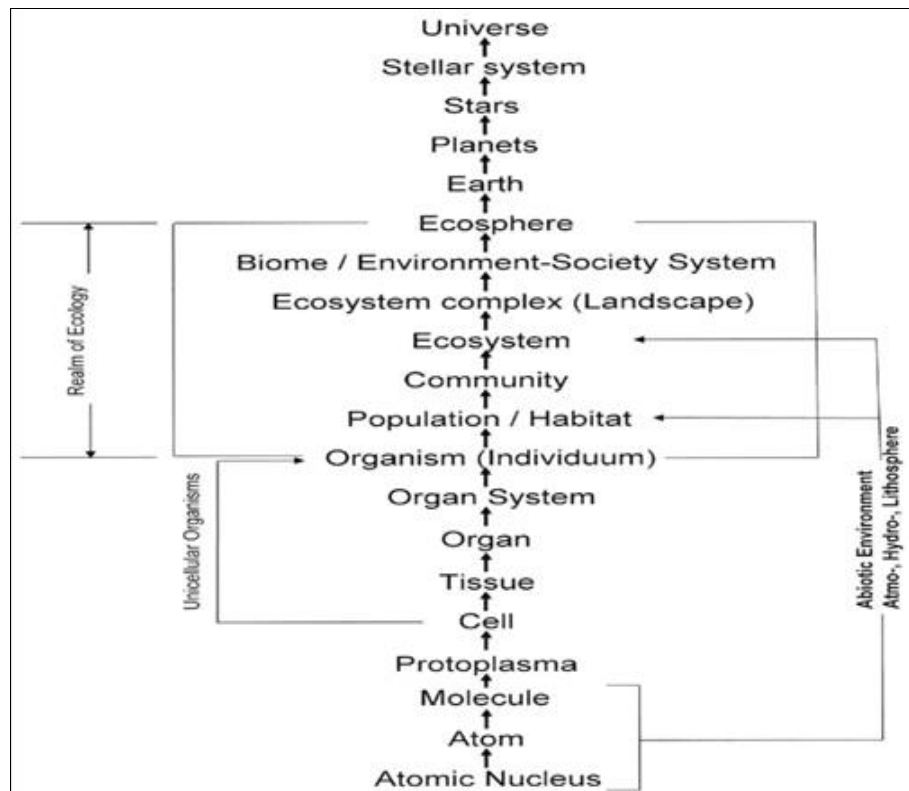 Universe
Stellar system
Stars
Planets
Earth
Ecosphere
Biome / Environment-Society System
Ecosystem complex (Landscape)
Ecosystem
Community
Population / Habitat
Organism (Individuum)
Organ System
Organ
Tissue
Cell
Protoplasma
Molecule
Atom
Atomic Nucleus
Realm of Ecology
Unicellular Organisms
Abiotic Environment
Atmo-, Hydro-, Lithosphere